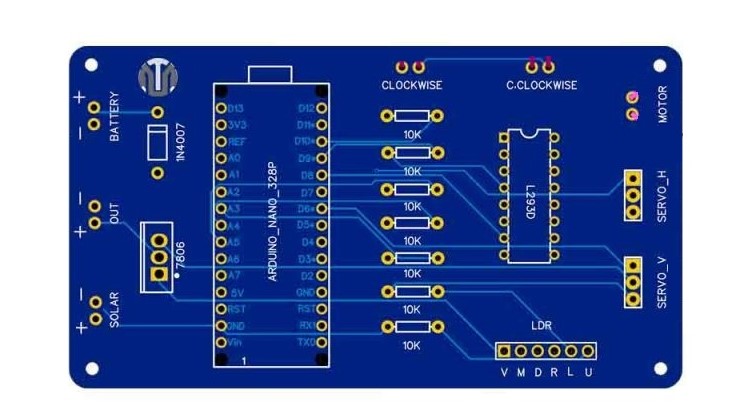 CLOCKWISE
C.CLOCKWISE
+
BATTERY
-
1N4007
-
OUT
+
7806
-
SOLAR
+
ARDUINO_NANO_328P
1
D13
3V3
REF
A0
A1
A2
A3
A4
A5
A6
A7
5V
RST
GND
Vin
D12
D11+
D10+
D9+
D8
D7
D6+
D5+
D4
D3+
D2
GND
RST
RX1
TX0
10K
10K
10K
10K
10K
10K
10K
L293D
MOTOR
SERVO_H
SERVO_V
LDR
V M D R L U